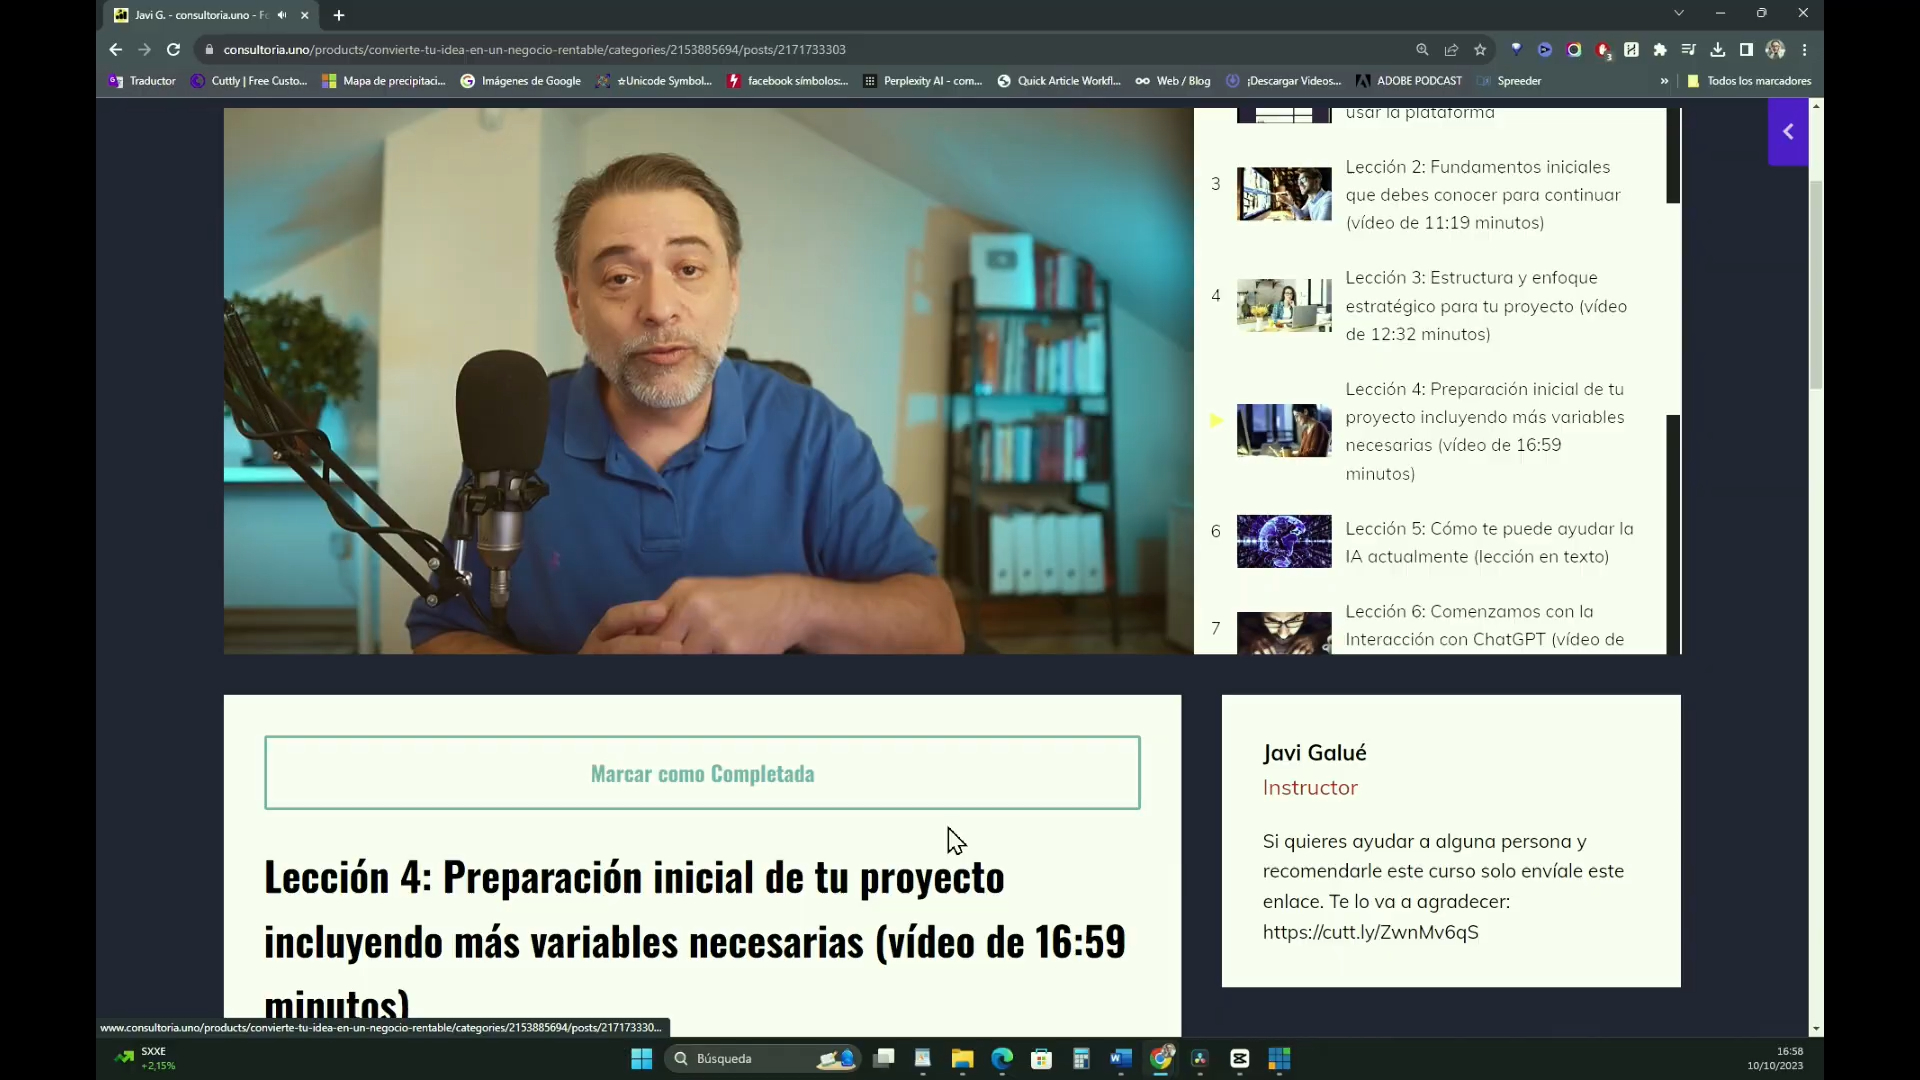 Javi G. - consultoria.uno - Fc
consultoria.uno/products/convierte-tu-idea-en-un-negocio-rentable/categories/2153885694/posts/2171733303
Traductor
Cuttly | Free Custo...
Mapa de precipitaci...
Imágenes de Google
☆Unicode Symbol...
facebook símbolos:...
Perplexity AI - com...
Quick Article Workfl...
Web / Blog
¡Descargar Videos...
ADOBE PODCAST
Spreeder
»
Todos los marcadores
usar la plataforma
3
Lección 2: Fundamentos iniciales
que debes conocer para continuar
(vídeo de 11:19 minutos)
4
Lección 3: Estructura y enfoque
estratégico para tu proyecto (vídeo
de 12:32 minutos)
Lección 4: Preparación inicial de tu
proyecto incluyendo más variables
necesarias (vídeo de 16:59
minutos)
6
Lección 5: Cómo te puede ayudar la
IA actualmente (lección en texto)
7
Lección 6: Comenzamos con la
Interacción con ChatGPT (vídeo de
Marcar como Completada
Lección 4: Preparación inicial de tu proyecto
incluyendo más variables necesarias (vídeo de 16:59
minutos)
Javi Galué
Instructor
Si quieres ayudar a alguna persona y
recomendarle este curso solo envíale este
enlace. Te lo va a agradecer:
https://cutt.ly/ZwnMv6qS
www.consultoria.uno/products/convierte-tu-idea-en-un-negocio-rentable/categories/2153885694/posts/217173330...
SXXE
+2,15%
Búsqueda
16:58
10/10/2023